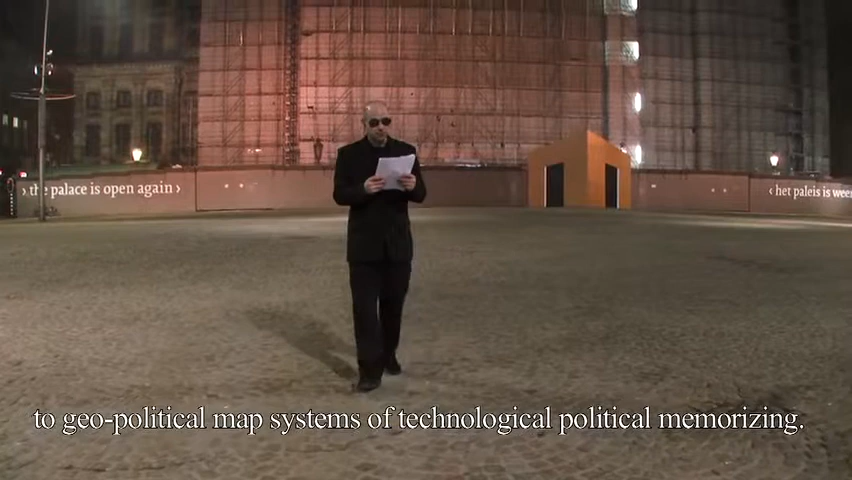 › the palace is open again ›
‹ het paleis is wee
to geo-political map systems of technological political memorizing.